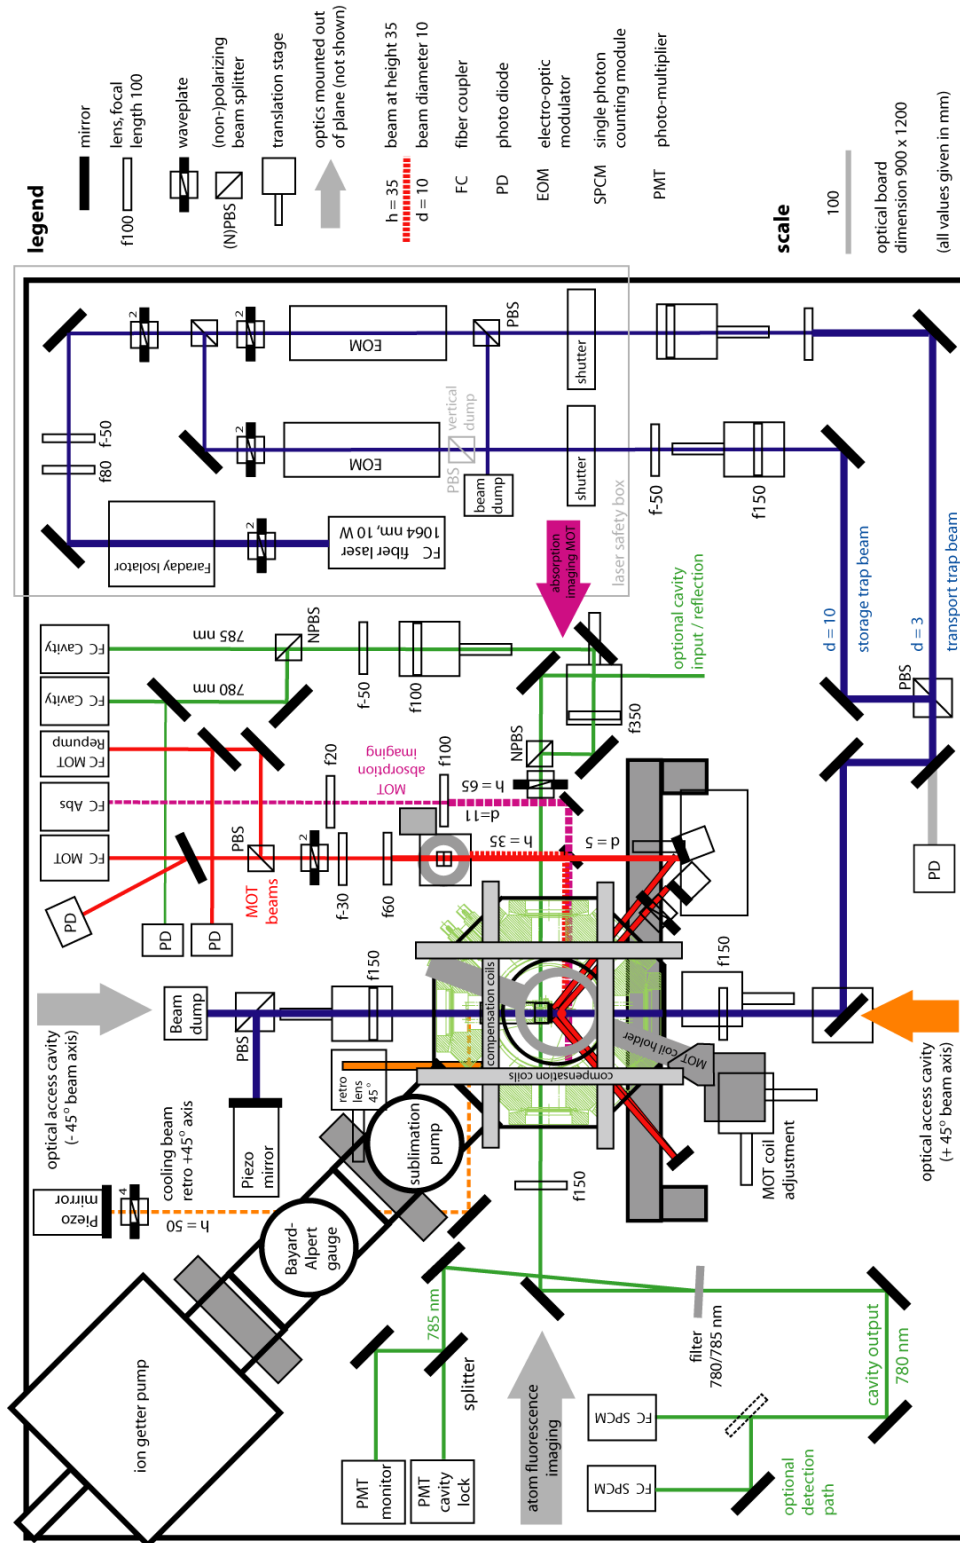 legend
mirror
f100
lens, focal
length 100
waveplate
(N)PBS
(non-)polarizing
beam splitter
translation stage
optics mounted out
of plane (not shown)
h = 35
d = 10
beam at height 35
beam diameter 10
FC
fiber coupler
PD
photo diode
EOM
electro-optic
modulator
SPCM
single photon
counting module
PMT
photo-multiplier
scale
100
optical board
dimension 900 x 1200
(all values given in mm)
f80
f-50
2
Faraday Isolator
2
FC
fiber laser
1064 nm, 10 W
2
2
EOM
EOM
PBS
PBS
vertical
dump
beam
dump
shutter
shutter
laser safety box
f-50
f150
d = 10
storage trap beam
d = 3
transport trap beam
PBS
PD
FC Cavity
FC Cavity
FC MOT
Repump
FC Abs
FC MOT
785 nm
780 nm
NPBS
PD
PD
PD
PBS
MOT
beams
2
f-30
f20
f60
MOT
absorption
imaging
f100
f-50
f100
absorption
imaging MOT
f350
optional cavity
input / reflection
NPBS
h = 65
d=11
h = 35
d = 5
optical access cavity
(- 45° beam axis)
Beam
dump
PBS
f150
Piezo
mirror
cooling beam
retro +45° axis
Piezo
mirror
4
h = 50
retro
lens
45°
compensation coils
compensation coils
MOT coil holder
f150
MOT coil
adjustment
optical access cavity
(+ 45° beam axis)
sublimation
pump
Bayard-
Alpert
gauge
ion getter pump
f150
785 nm
splitter
PMT
monitor
PMT
cavity
lock
atom fluorescence
imaging
filter
780/785 nm
cavity output
780 nm
FC SPCM
FC SPCM
optional
detection
path